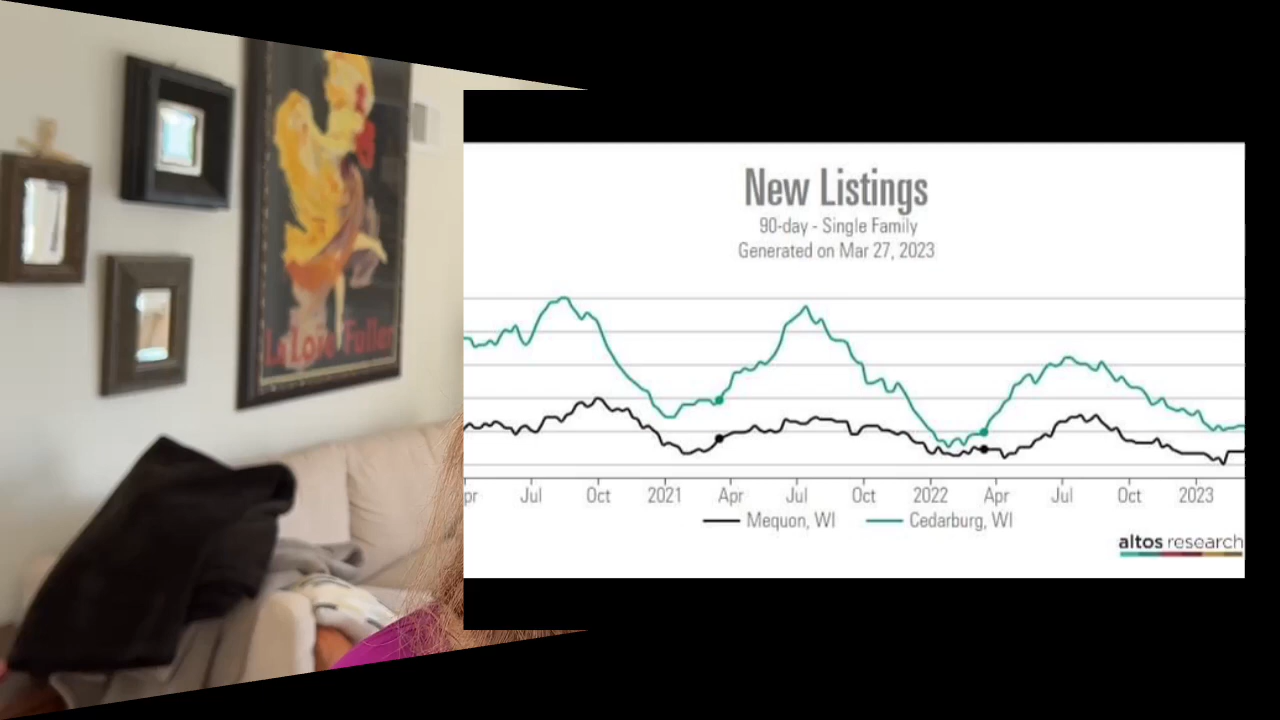 La Loïe Fuller
New Listings
90-day - Single Family
Generated on Mar 27, 2023
pr Jul Oct 2021 Apr Jul Oct 2022 Apr Jul Oct 2023
Mequon, WI Cedarburg, WI
altos research